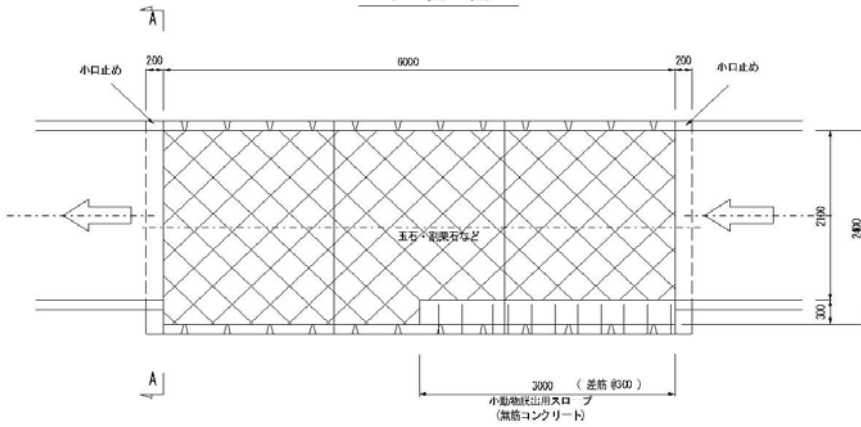 A
200
6000
200
小口止め
小口止め
玉石・割栗石など
2100
2400
300
A
3000 ( 差筋 @300 )
小動物脱出用スロープ
(無筋コンクリート)